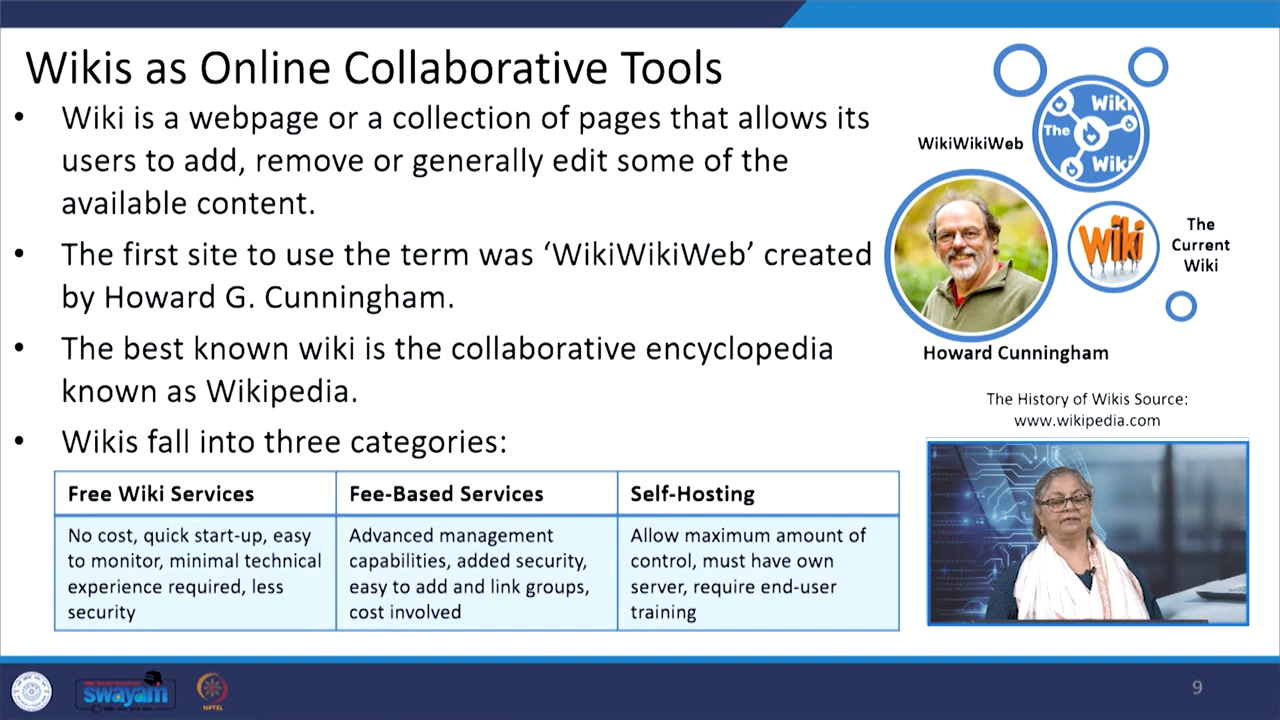 Wikis as Online Collaborative Tools
• Wiki is a webpage or a collection of pages that allows its
users to add, remove or generally edit some of the
available content.
• The first site to use the term was ‘WikiWikiWeb’ created
by Howard G. Cunningham.
• The best known wiki is the collaborative encyclopedia
known as Wikipedia.
• Wikis fall into three categories:
Free Wiki Services
No cost, quick start-up, easy
to monitor, minimal technical
experience required, less
security
Fee-Based Services
Advanced management
capabilities, added security,
easy to add and link groups,
cost involved
Self-Hosting
Allow maximum amount of
control, must have own
server, require end-user
training
WikiWikiWeb
Wiki
The
Wiki
Wiki
The
Current
Wiki
Howard Cunningham
The History of Wikis Source:
www.wikipedia.com
swayam
NPTEL
9